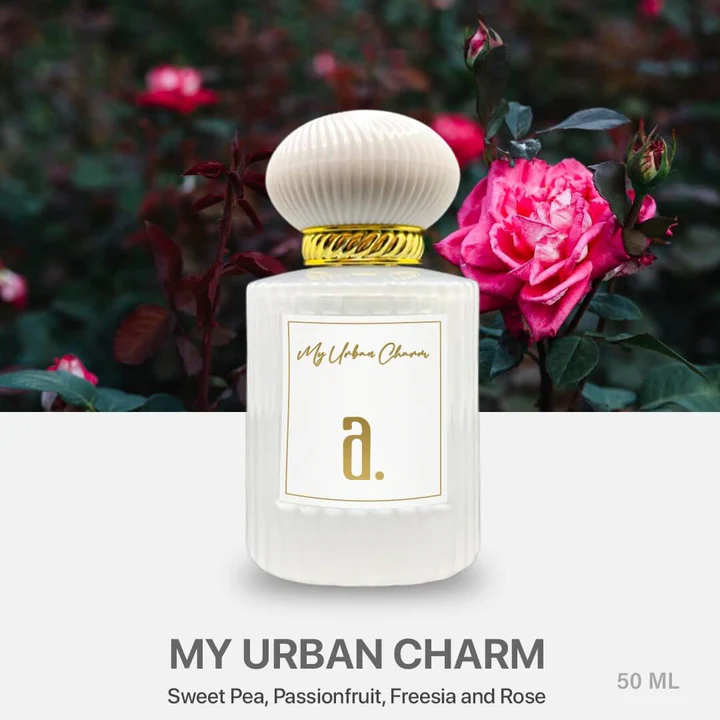 My Urban Charm
a.
MY URBAN CHARM
Sweet Pea, Passionfruit, Freesia and Rose
50 ML